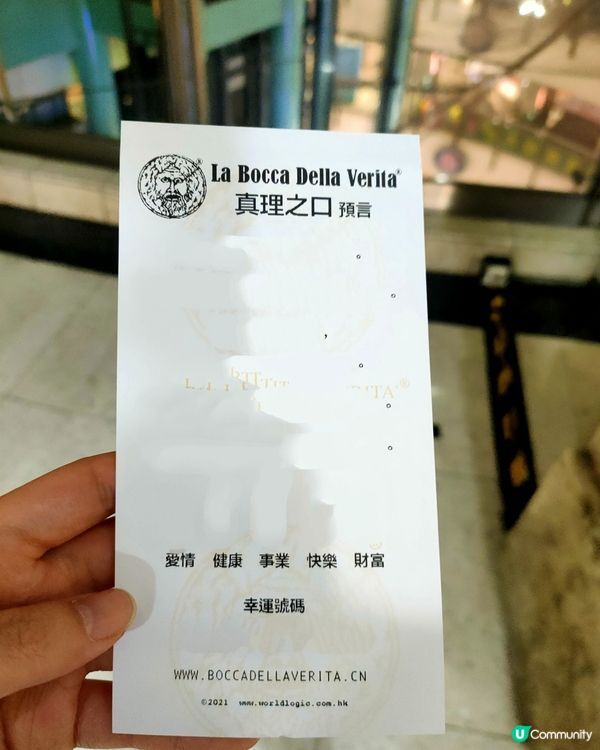 La Bocca Della Verita®
真理之口 預言
。
。
，
。
。
。
愛情 健康 事業 快樂 財富
幸運號碼
WWW.BOCCADELLAVERITA.CN
©2021 www.worldlogic.com.hk
U Community